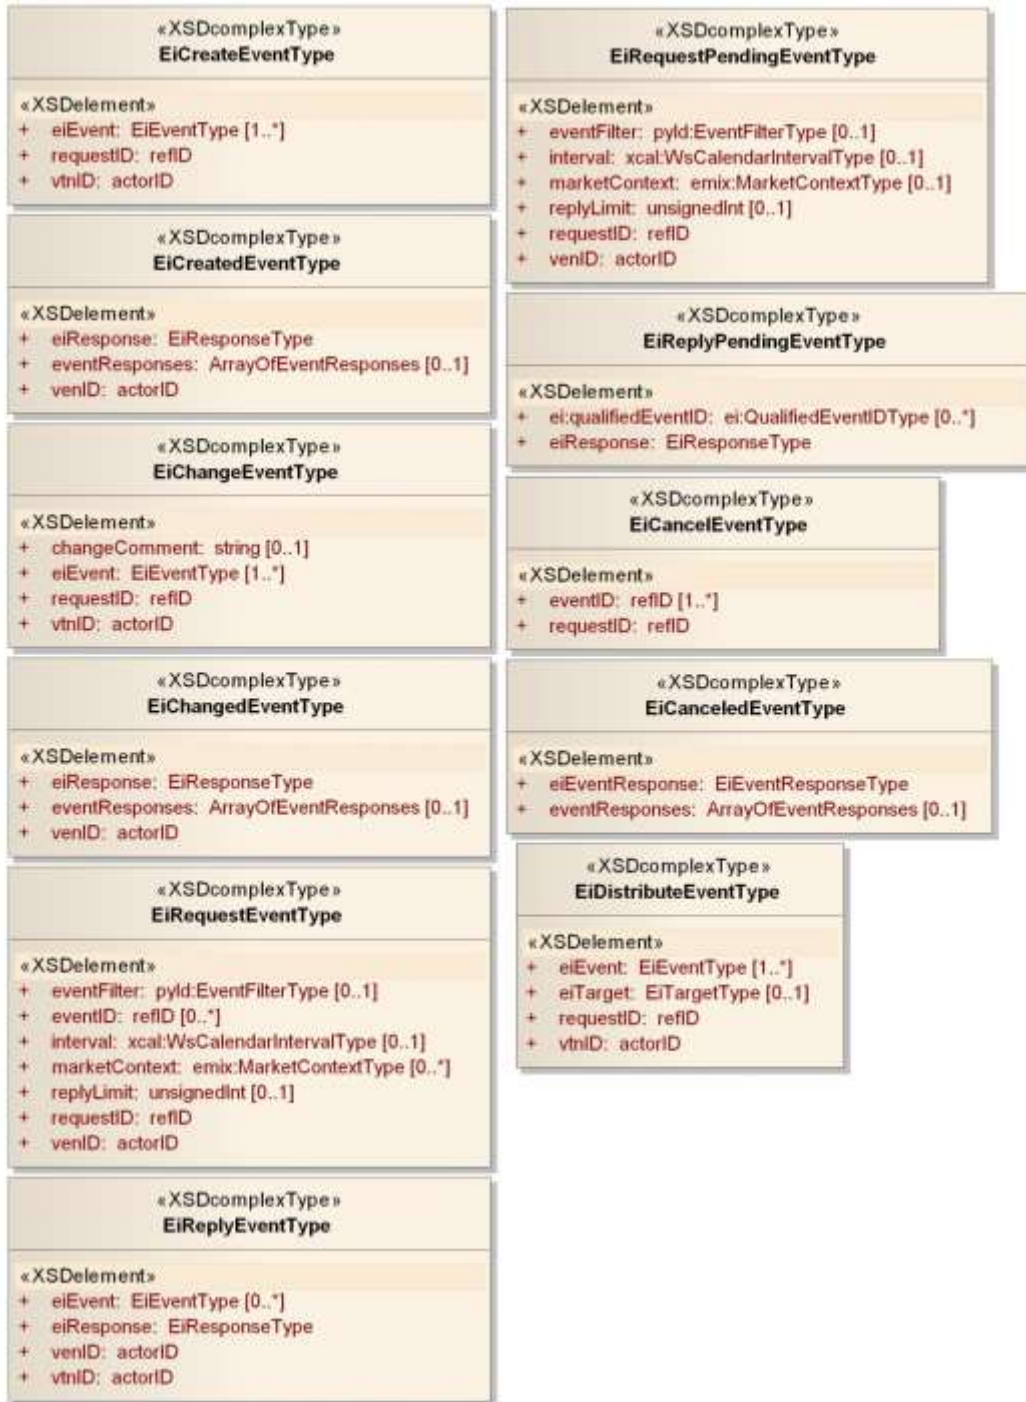 «XSDcomplexType»
EiCreateEventType
«XSDelement»
+ eiEvent: EiEventType [1..*]
+ requestID: refID
+ vtnID: actorID
«XSDcomplexType»
EiCreatedEventType
«XSDelement»
+ eiResponse: EiResponseType
+ eventResponses: ArrayOfEventResponses [0..1]
+ venID: actorID
«XSDcomplexType»
EiChangeEventType
«XSDelement»
+ changeComment: string [0..1]
+ eiEvent: EiEventType [1..*]
+ requestID: refID
+ vtnID: actorID
«XSDcomplexType»
EiChangedEventType
«XSDelement»
+ eiResponse: EiResponseType
+ eventResponses: ArrayOfEventResponses [0..1]
+ venID: actorID
«XSDcomplexType»
EiRequestEventType
«XSDelement»
+ eventFilter: pyld:EventFilterType [0..1]
+ eventID: refID [0..*]
+ interval: xcal:WsCalendarIntervalType [0..1]
+ marketContext: emix:MarketContextType [0..*]
+ replyLimit: unsignedInt [0..1]
+ requestID: refID
+ venID: actorID
«XSDcomplexType»
EiReplyEventType
«XSDelement»
+ eiEvent: EiEventType [0..*]
+ eiResponse: EiResponseType
+ venID: actorID
+ vtnID: actorID
«XSDcomplexType»
EiRequestPendingEventType
«XSDelement»
+ eventFilter: pyld:EventFilterType [0..1]
+ interval: xcal:WsCalendarIntervalType [0..1]
+ marketContext: emix:MarketContextType [0..1]
+ replyLimit: unsignedInt [0..1]
+ requestID: refID
+ venID: actorID
«XSDcomplexType»
EiReplyPendingEventType
«XSDelement»
+ ei:qualifiedEventID: ei:QualifiedEventIDType [0..*]
+ eiResponse: EiResponseType
«XSDcomplexType»
EiCancelEventType
«XSDelement»
+ eventID: refID [1..*]
+ requestID: refID
«XSDcomplexType»
EiCanceledEventType
«XSDelement»
+ eiEventResponse: EiEventResponseType
+ eventResponses: ArrayOfEventResponses [0..1]
«XSDcomplexType»
EiDistributeEventType
«XSDelement»
+ eiEvent: EiEventType [1..*]
+ eiTarget: EiTargetType [0..1]
+ requestID: refID
+ vtnID: actorID